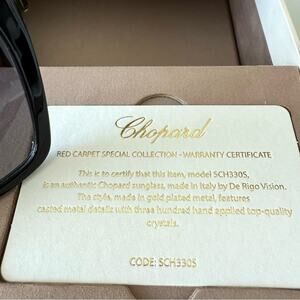 Chopard
RED CARPET SPECIAL COLLECTION - WARRANTY CERTIFICATE
This is to certify that this item, model SCH330S,
is an authentic Chopard sunglass, made in Italy by De Rigo Vision.
The style, made in gold plated metal, features
casted metal details with three hundred hand applied top-quality
crystals.
CODE: SCH330S